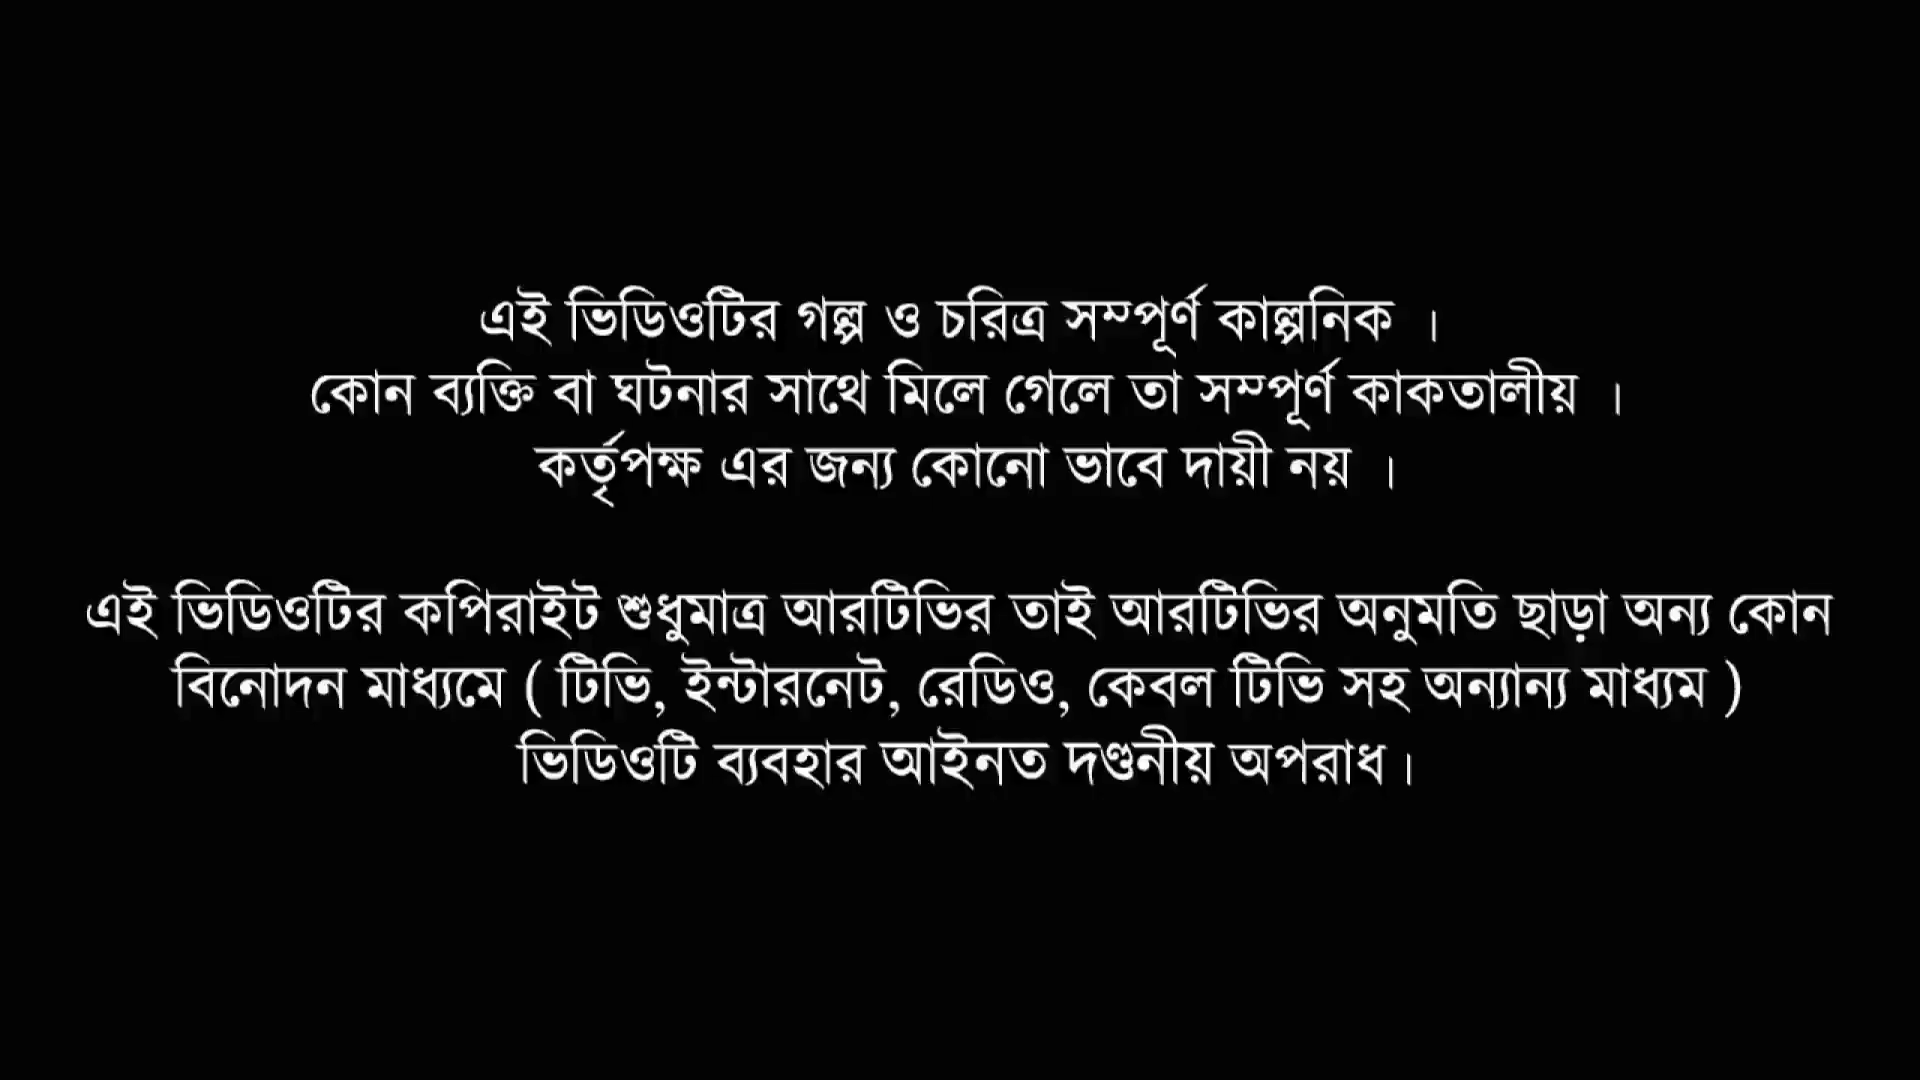 এই ভিডিওটির গল্প ও চরিত্র সম্পূর্ণ কাল্পনিক ।
কোন ব্যক্তি বা ঘটনার সাথে মিলে গেলে তা সম্পূর্ণ কাকতালীয় ।
কর্তৃপক্ষ এর জন্য কোনো ভাবে দায়ী নয় ।
এই ভিডিওটির কপিরাইট শুধুমাত্র আরটিভির তাই আরটিভির অনুমতি ছাড়া অন্য কোন
বিনোদন মাধ্যমে ( টিভি, ইন্টারনেট, রেডিও, কেবল টিভি সহ অন্যান্য মাধ্যম )
ভিডিওটি ব্যবহার আইনত দণ্ডনীয় অপরাধ।